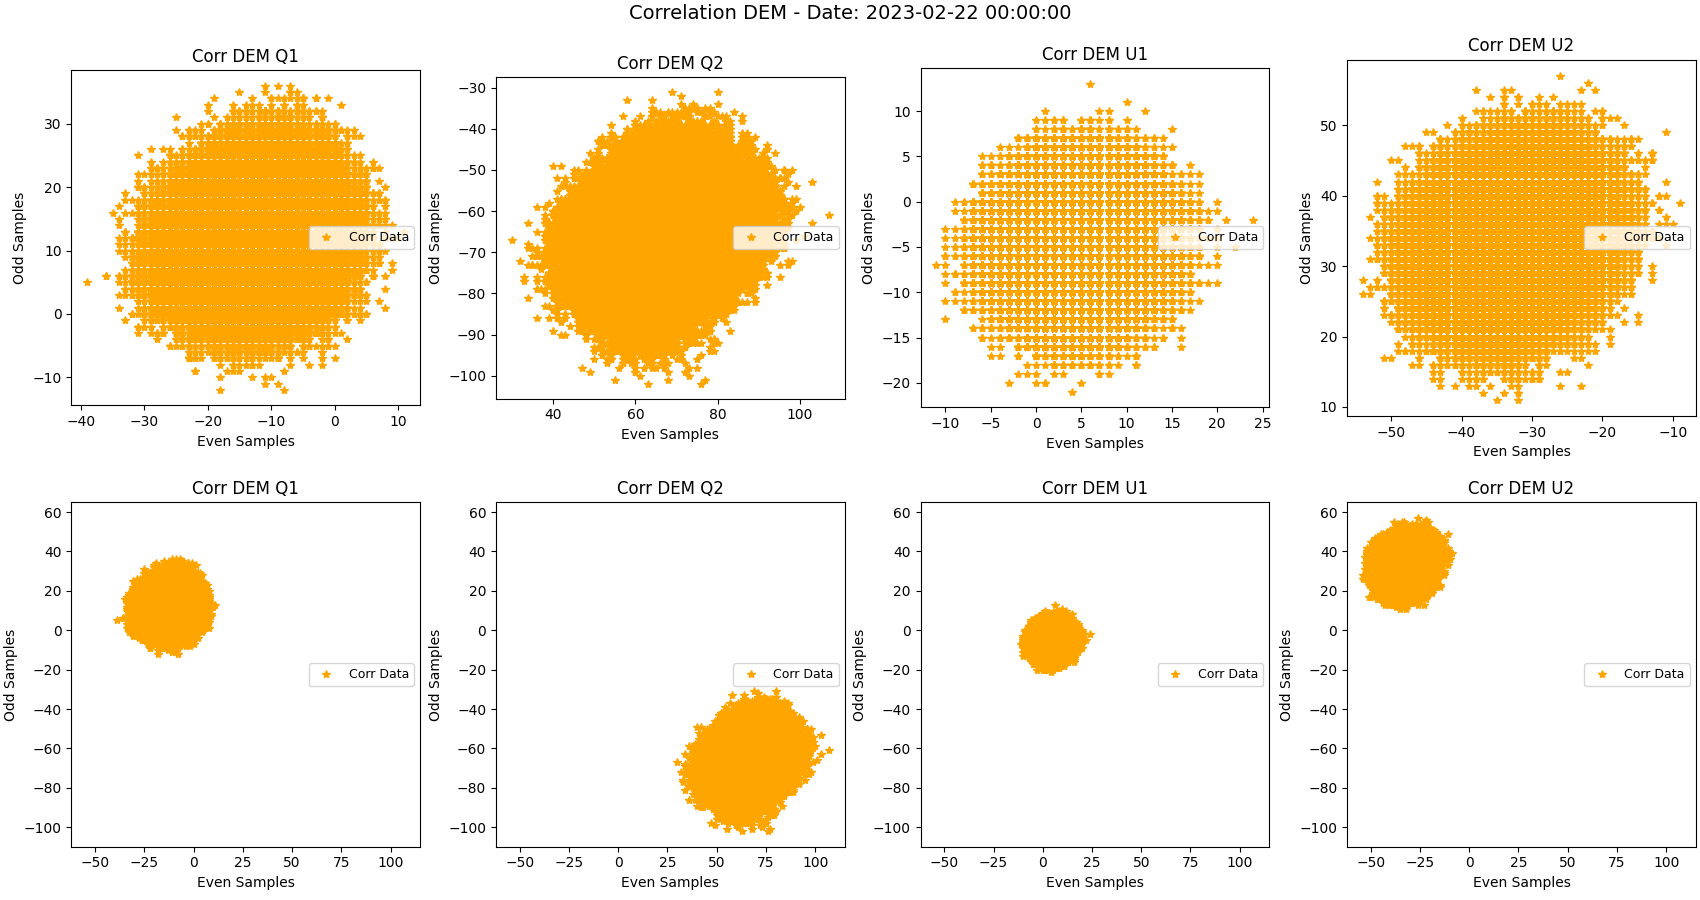 Correlation DEM - Date: 2023-02-22 00:00:00
Corr DEM Q1
Odd Samples
30
20
10
0
−10
−40 −30 −20 −10 0 10
Even Samples
Corr Data
Corr DEM Q2
Odd Samples
−30
−40
−50
−60
−70
−80
−90
−100
40 60 80 100
Even Samples
Corr Data
Corr DEM U1
Odd Samples
10
5
0
−5
−10
−15
−20
−10 −5 0 5 10 15 20 25
Even Samples
Corr Data
Corr DEM U2
Odd Samples
50
40
30
20
10
−50 −40 −30 −20 −10
Even Samples
Corr Data
Corr DEM Q1
Odd Samples
60
40
20
0
−20
−40
−60
−80
−100
−50 −25 0 25 50 75 100
Even Samples
Corr Data
Corr DEM Q2
Odd Samples
60
40
20
0
−20
−40
−60
−80
−100
−50 −25 0 25 50 75 100
Even Samples
Corr Data
Corr DEM U1
Odd Samples
60
40
20
0
−20
−40
−60
−80
−100
−50 −25 0 25 50 75 100
Even Samples
Corr Data
Corr DEM U2
Odd Samples
60
40
20
0
−20
−40
−60
−80
−100
−50 −25 0 25 50 75 100
Even Samples
Corr Data